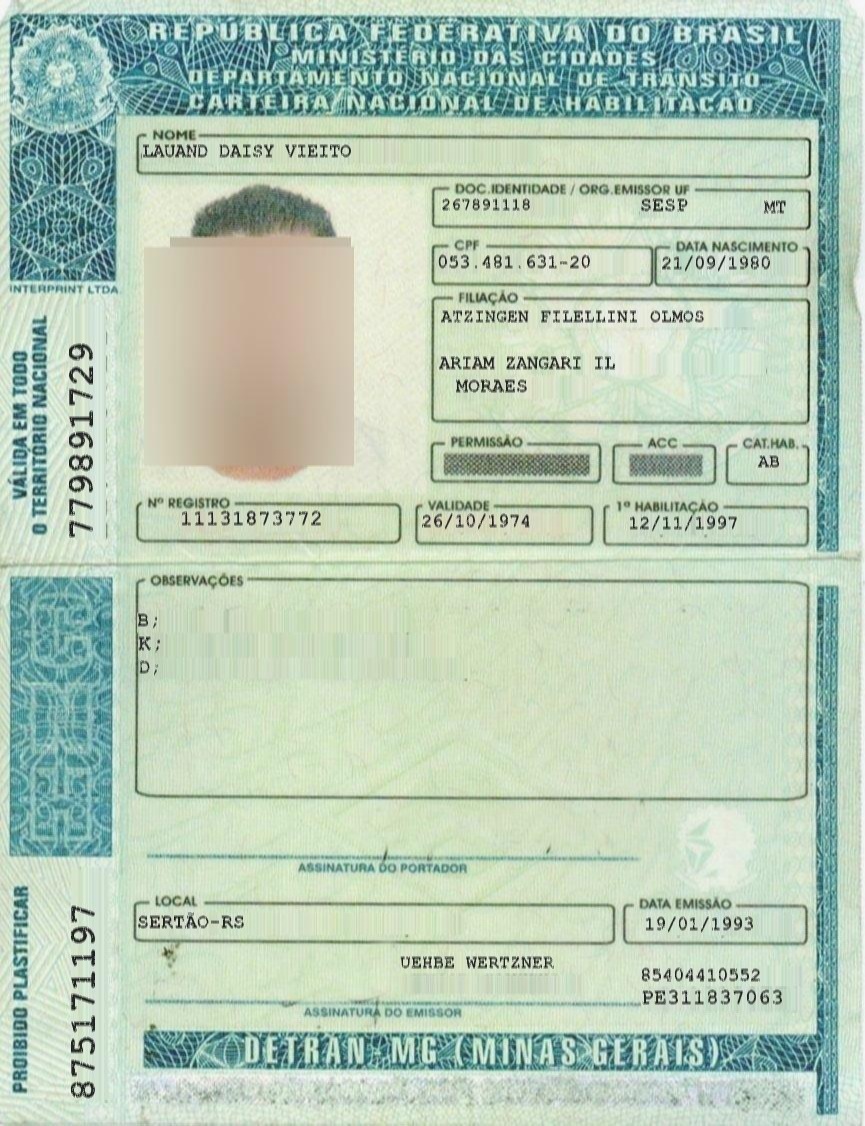 REPÚBLICA FEDERATIVA DO BRASIL
MINISTÉRIO DAS CIDADES
DEPARTAMENTO NACIONAL DE TRÂNSITO
CARTEIRA NACIONAL DE HABILITAÇÃO
NOME
LAUAND DAISY VIEITO
DOC.IDENTIDADE / ORG.EMISSOR UF
267891118 SESP MT
CPF
053.481.631-20
DATA NASCIMENTO
21/09/1980
FILIAÇÃO
ATZINGEN FILELLINI OLMOS
ARIAM ZANGARI IL
MORAES
PERMISSÃO
ACC
CAT.HAB.
AB
Nº REGISTRO
11131873772
VALIDADE
26/10/1974
1ª HABILITAÇÃO
12/11/1997
INTERPRINT LTDA
VÁLIDA EM TODO
O TERRITÓRIO NACIONAL
779891729
OBSERVAÇÕES
B;
K;
D;
ASSINATURA DO PORTADOR
LOCAL
SERTÃO-RS
DATA EMISSÃO
19/01/1993
UEHBE WERTZNER
85404410552
PE311837063
ASSINATURA DO EMISSOR
PROIBIDO PLASTIFICAR
875171197
DETRAN-MG (MINAS GERAIS)